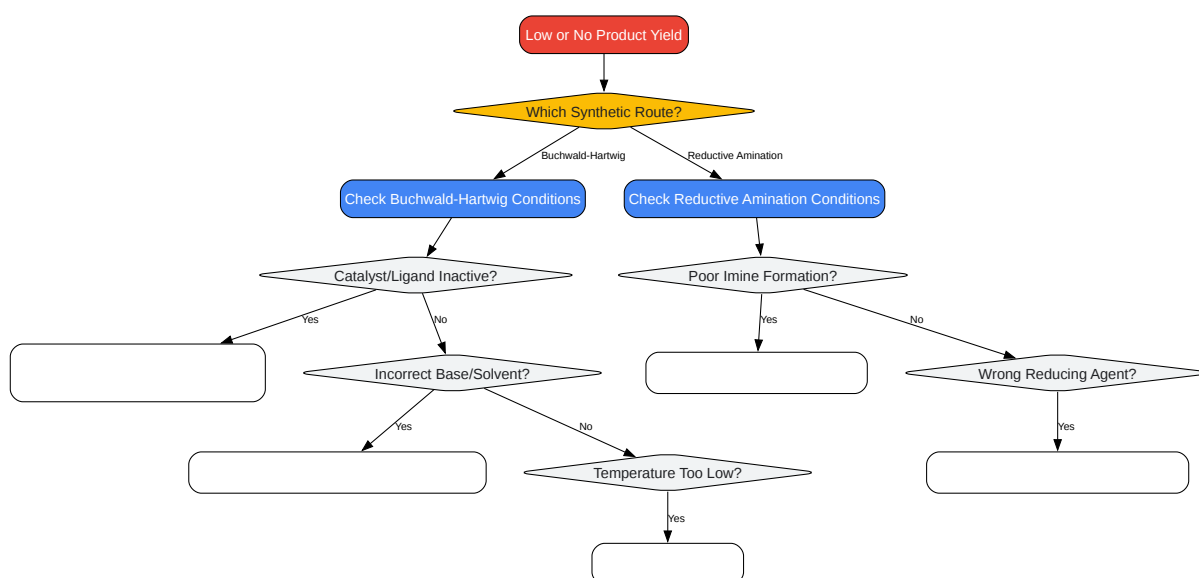 Low or No Product Yield
Which Synthetic Route?
Buchwald-Hartwig
Reductive Amination
Check Buchwald-Hartwig Conditions
Check Reductive Amination Conditions
Catalyst/Ligand Inactive?
Poor Imine Formation?
Yes
No
Yes
No
Incorrect Base/Solvent?
Wrong Reducing Agent?
Yes
No
Yes
Temperature Too Low?
Yes